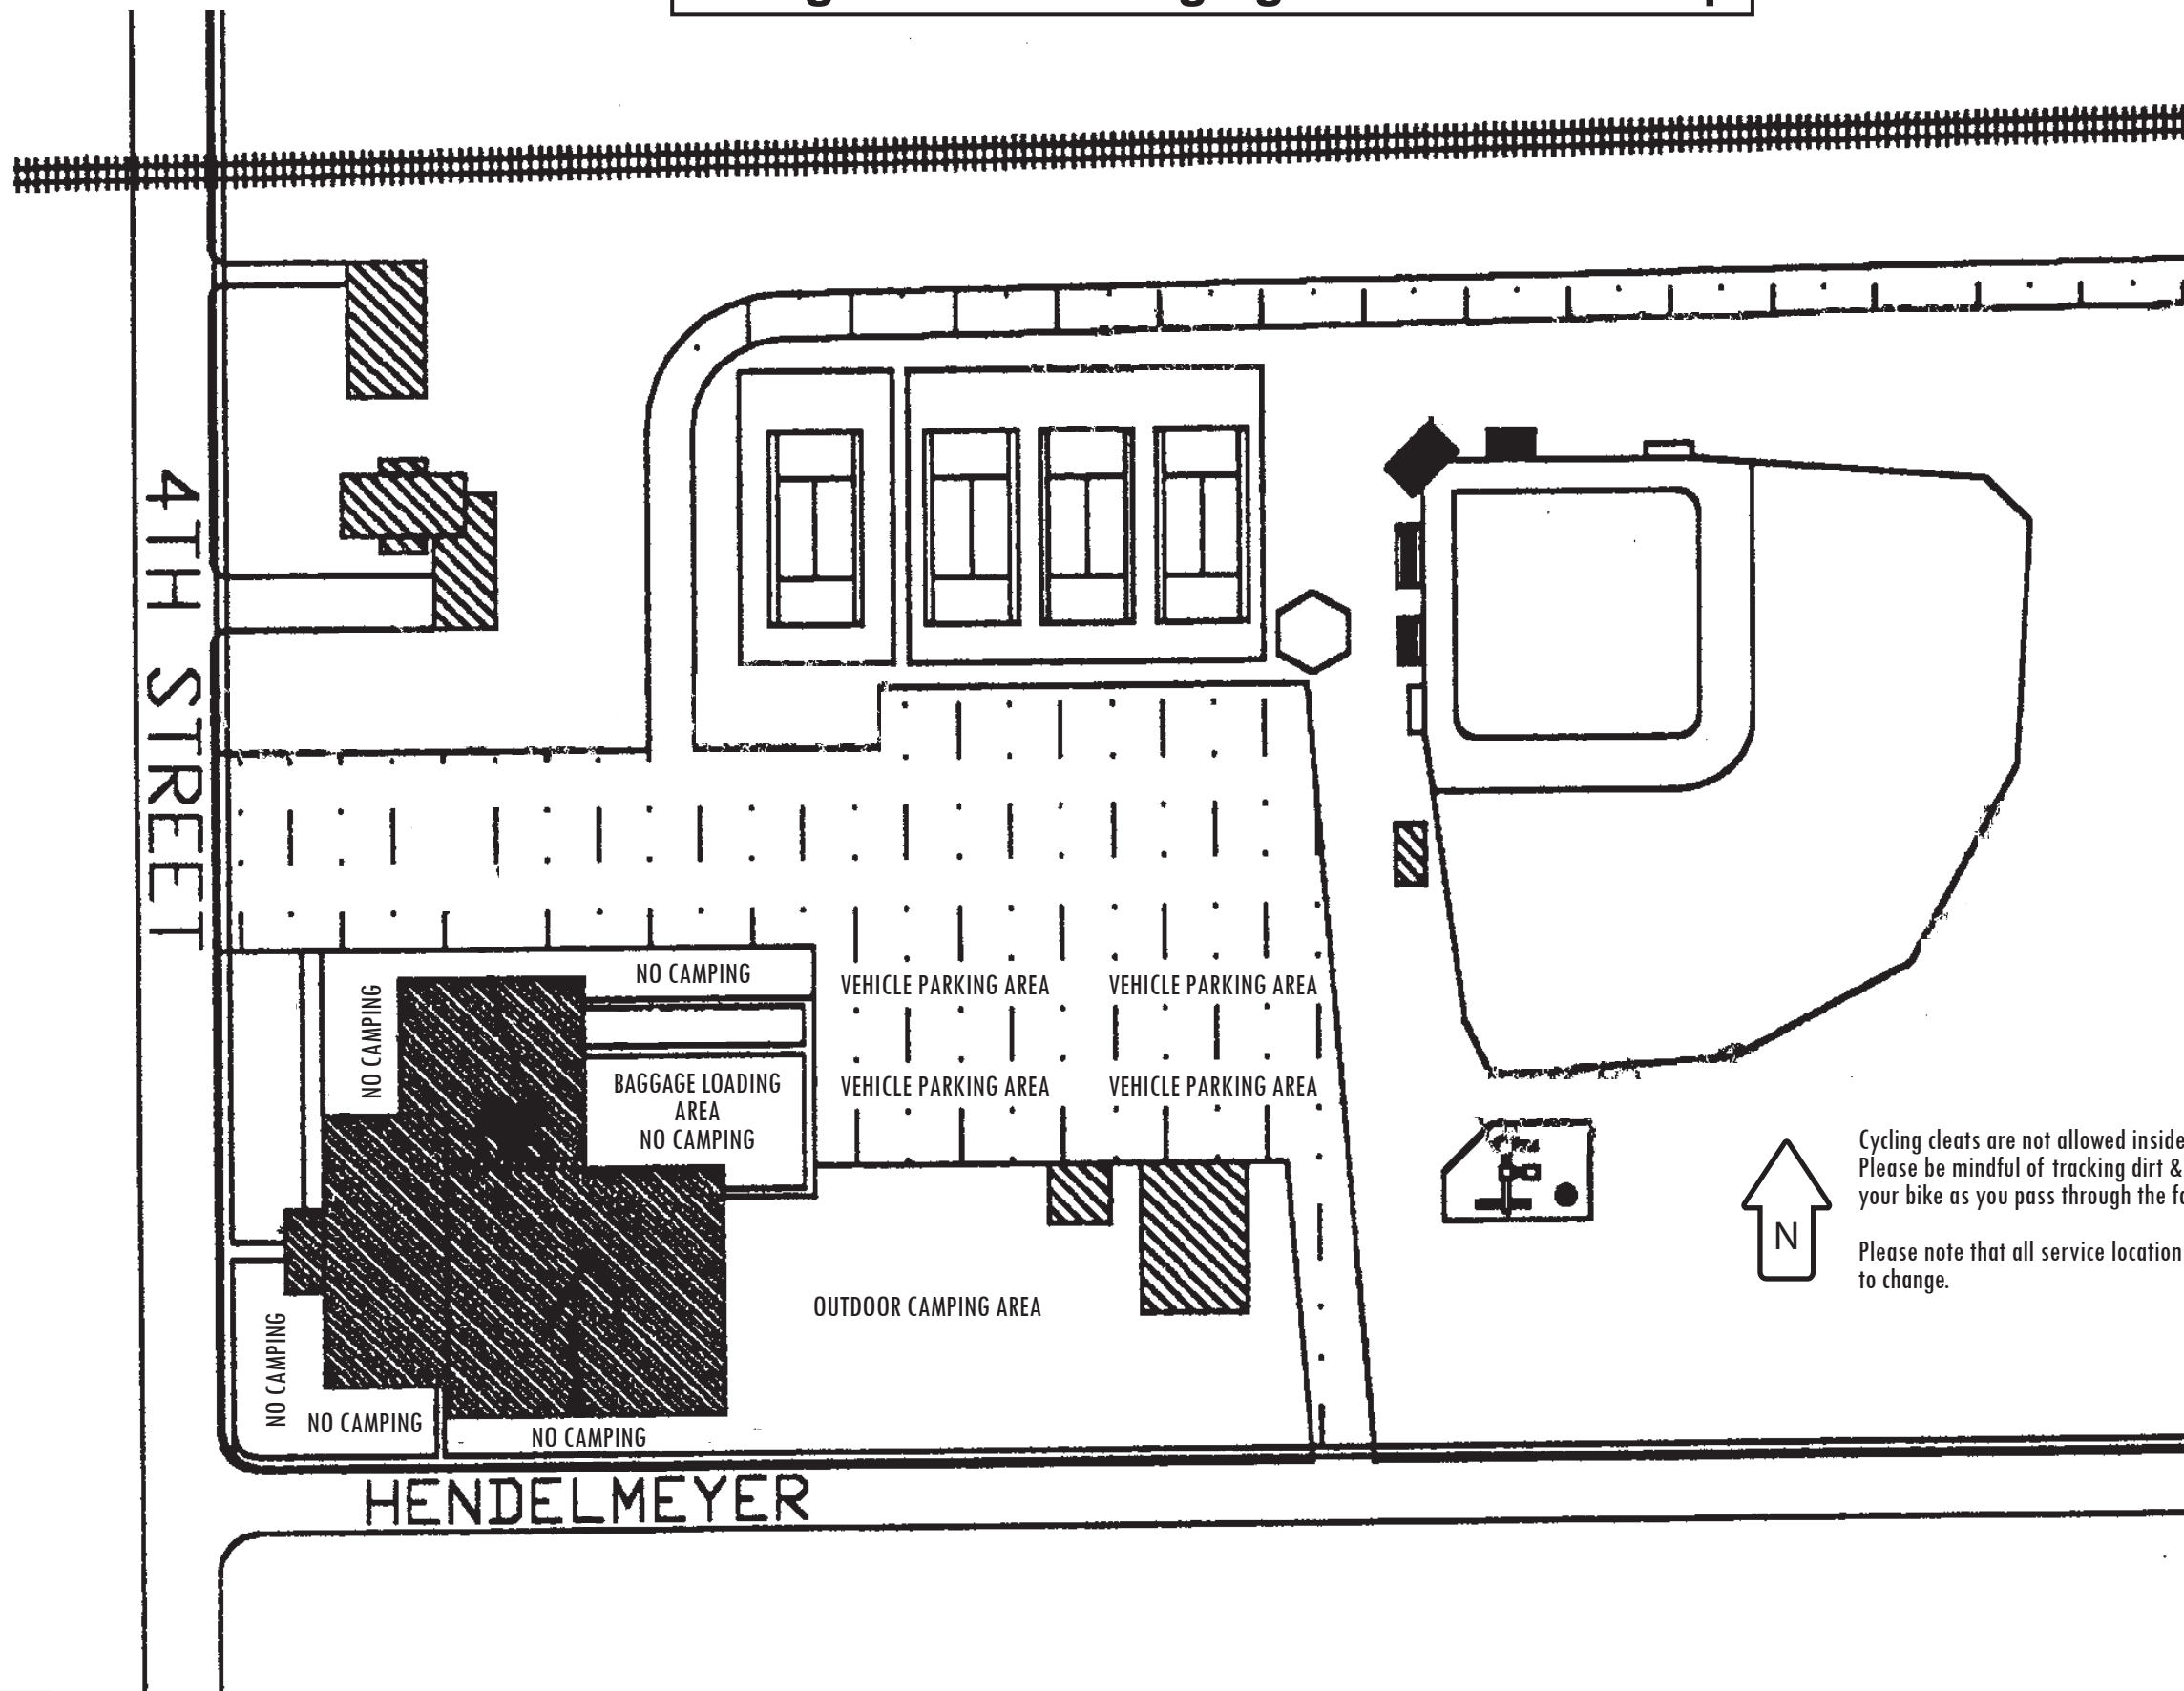 4TH STREET
NO CAMPING
NO CAMPING
VEHICLE PARKING AREA
VEHICLE PARKING AREA
BAGGAGE LOADING
AREA
NO CAMPING
VEHICLE PARKING AREA
VEHICLE PARKING AREA
Cycling cleats are not allowed inside
Please be mindful of tracking dirt &
your bike as you pass through the
N
Please note that all service location
to change.
OUTDOOR CAMPING AREA
NO CAMPING
NO CAMPING
NO CAMPING
HENDELMEYER